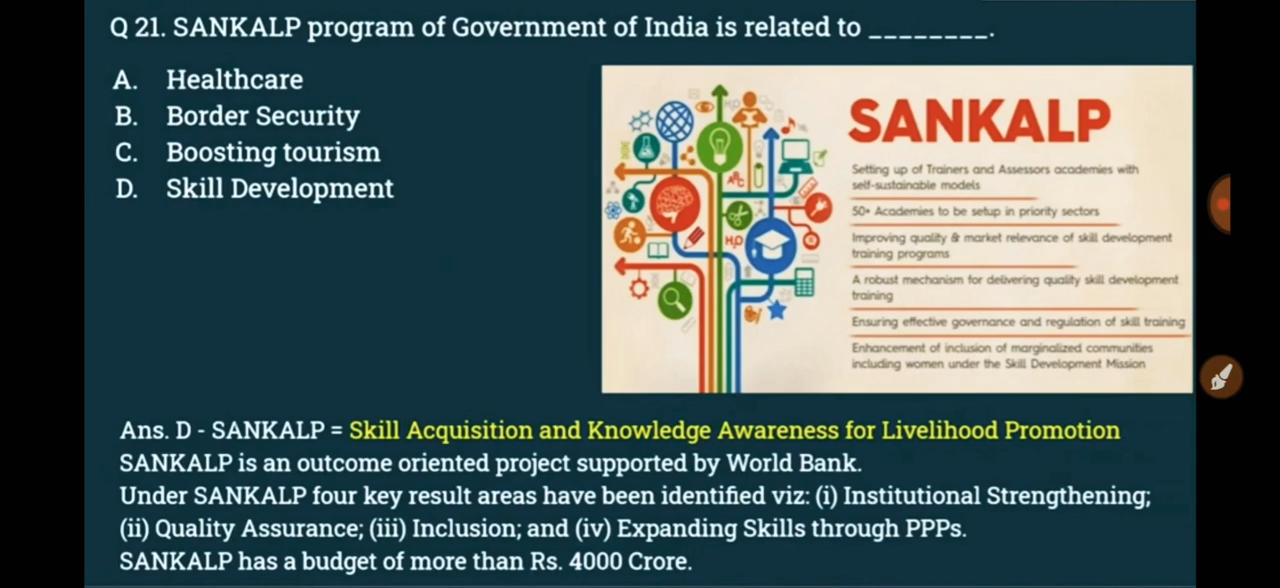 Q 21. SANKALP program of Government of India is related to ________.
A. Healthcare
B. Border Security
C. Boosting tourism
D. Skill Development
SANKALP
Setting up of Trainers and Assessors academies with
self-sustainable models
50+ Academies to be setup in priority sectors
Improving quality & market relevance of skill development
training programs
A robust mechanism for delivering quality skill development
training
Ensuring effective governance and regulation of skill training
Enhancement of inclusion of marginalized communities
including women under the Skill Development Mission
H₂O
ABC
H₂O
Ans. D - SANKALP = Skill Acquisition and Knowledge Awareness for Livelihood Promotion
SANKALP is an outcome oriented project supported by World Bank.
Under SANKALP four key result areas have been identified viz: (i) Institutional Strengthening;
(ii) Quality Assurance; (iii) Inclusion; and (iv) Expanding Skills through PPPs.
SANKALP has a budget of more than Rs. 4000 Crore.